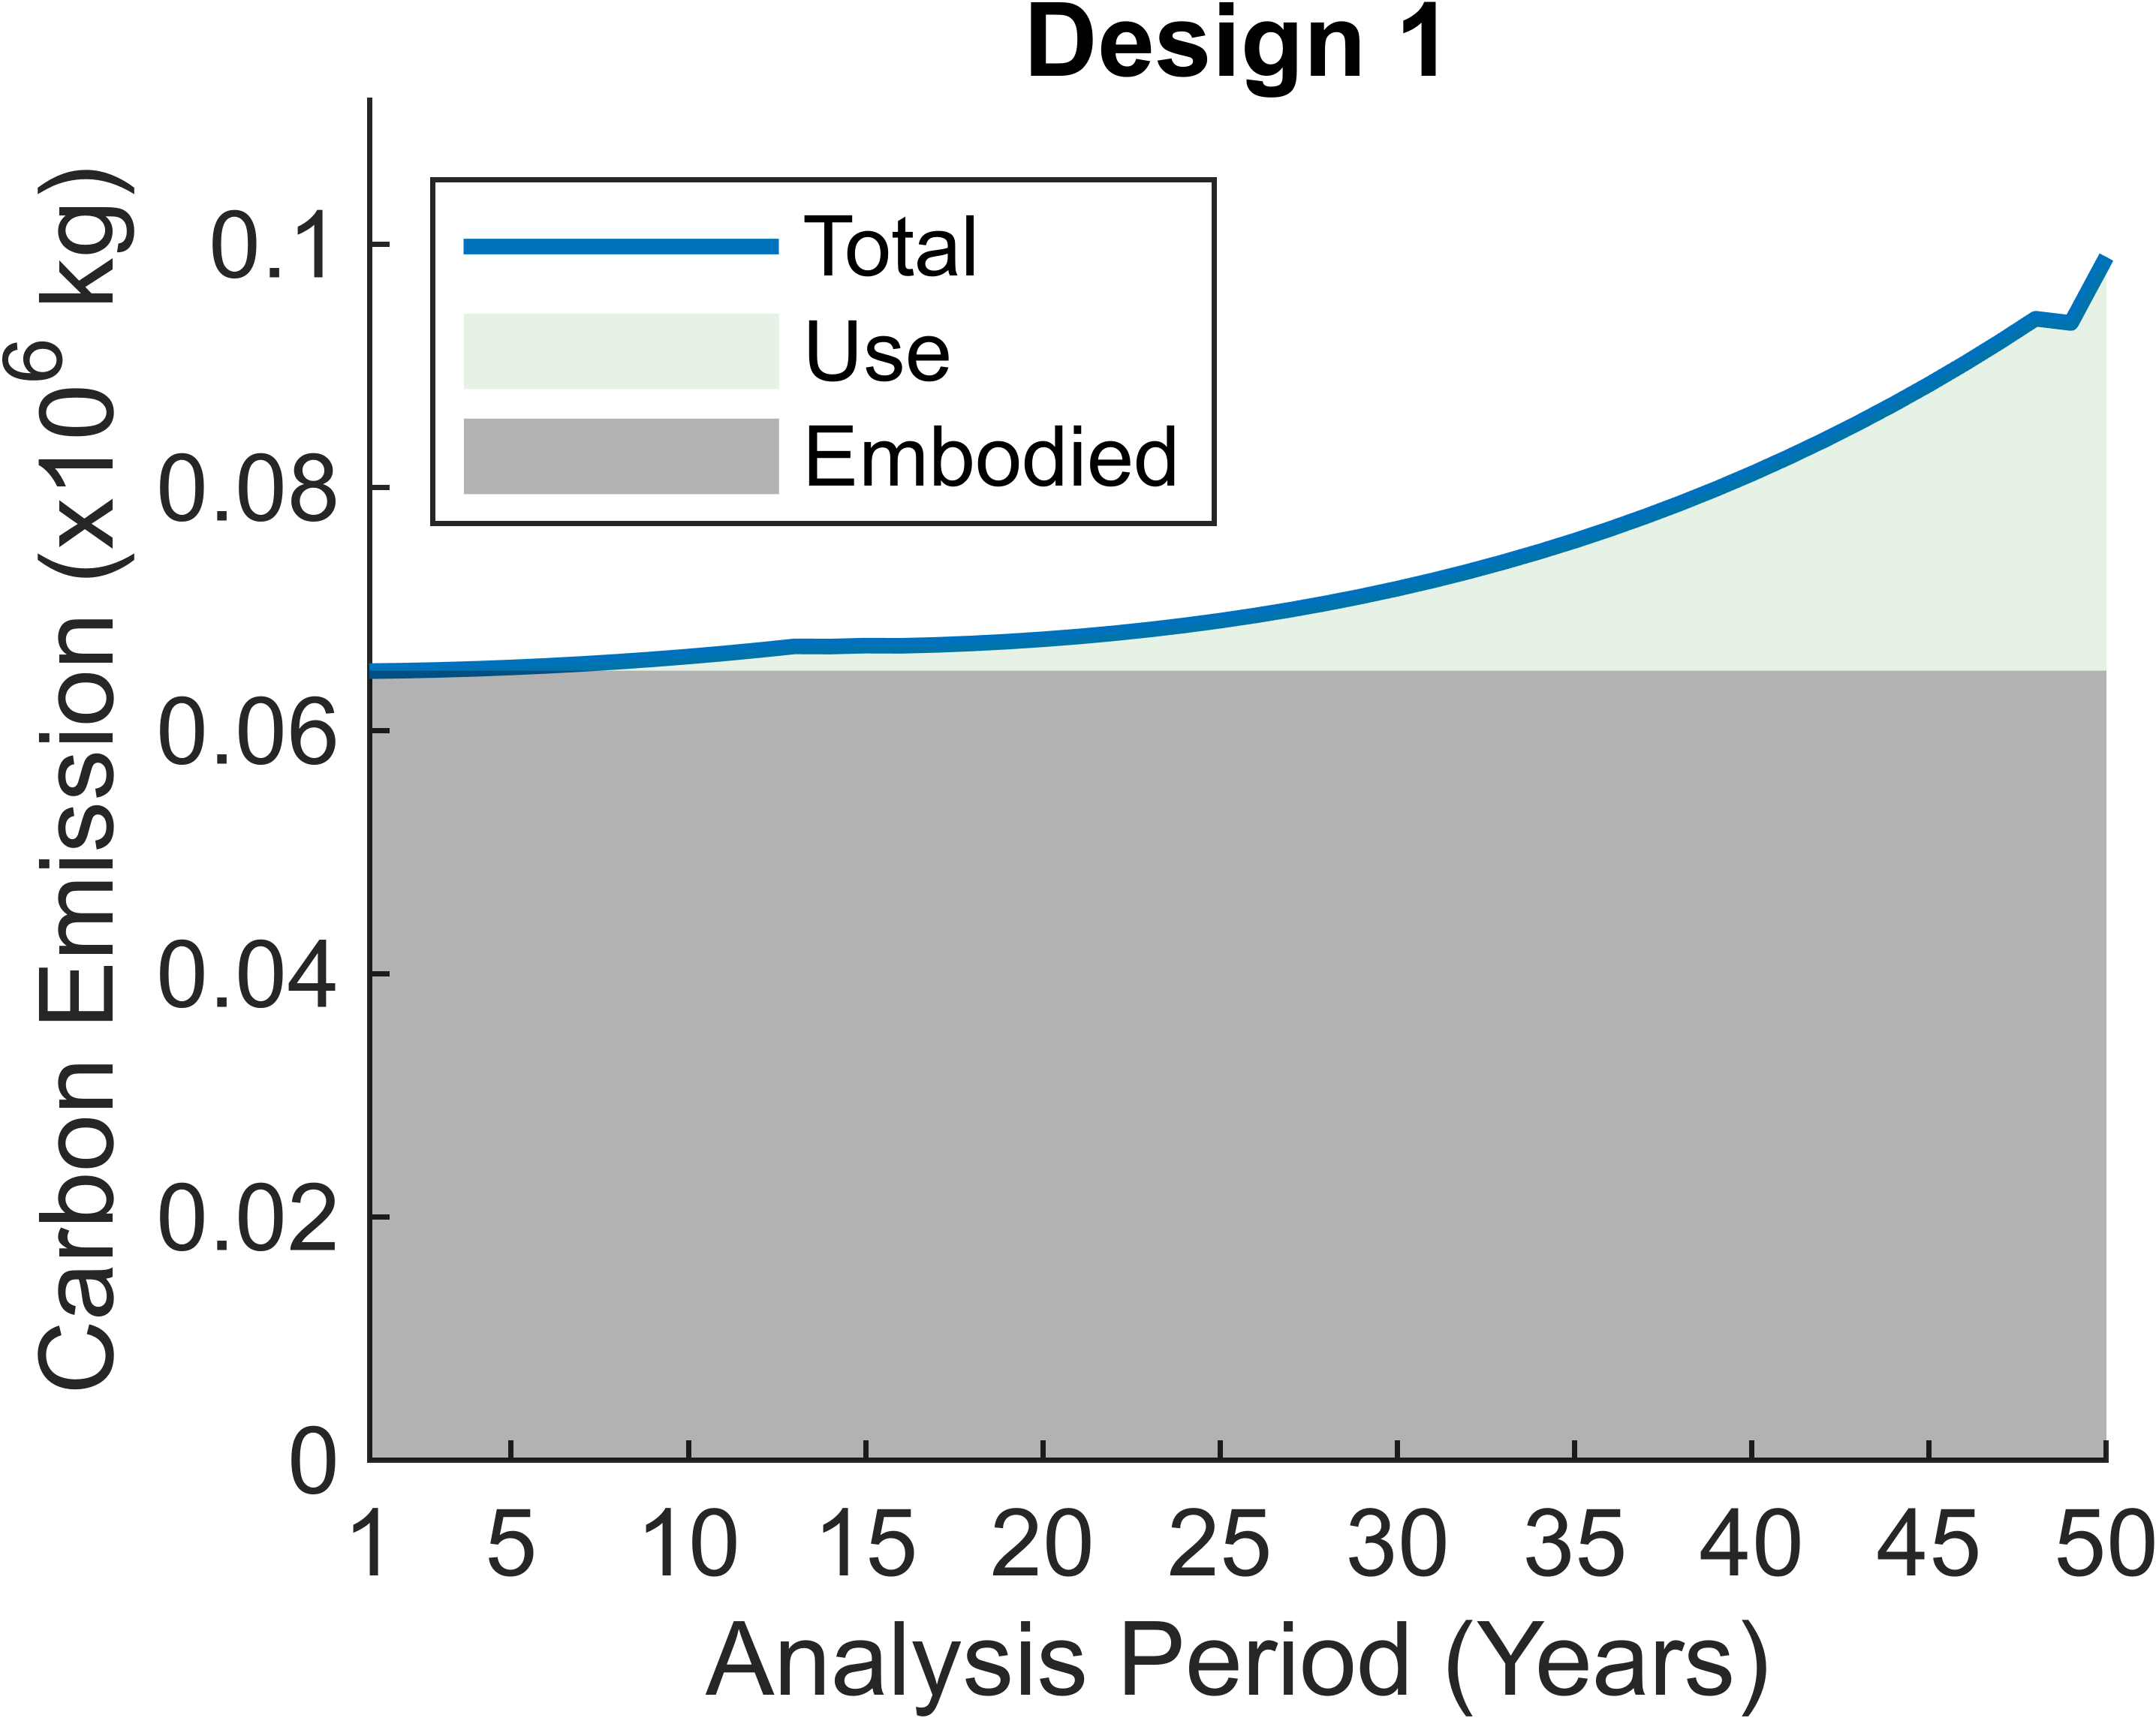 Design 1
Carbon Emission (x10⁶ kg)
0.1
0.08
0.06
0.04
0.02
0
Total
Use
Embodied
1 5 10 15 20 25 30 35 40 45 50
Analysis Period (Years)